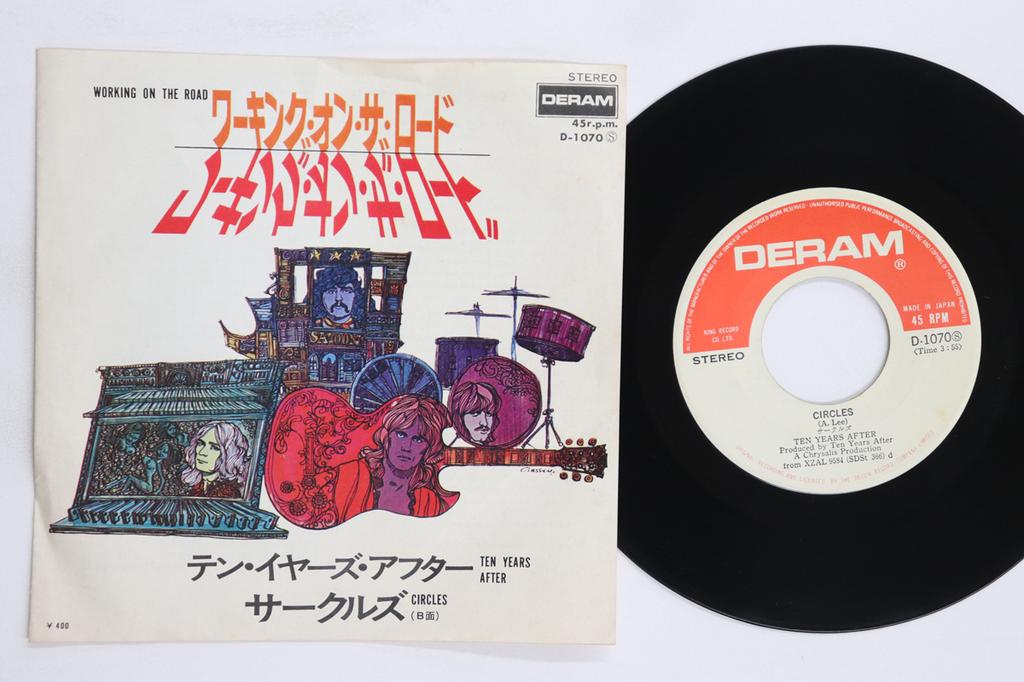 STEREO
DERAM
45r.p.m.
D-1070 Ⓢ
WORKING ON THE ROAD
ワーキング・オン・ザ・ロード
SALOON
テン・イヤーズ・アフター TEN YEARS AFTER
サークルズ CIRCLES
(B面)
¥ 400
DERAM®
KING RECORD
CO. LTD.
MADE IN JAPAN
45 RPM
STEREO
D-1070Ⓢ
(Time 3:55)
CIRCLES
(A. Lee)
サークルズ
TEN YEARS AFTER
Produced by Ten Years After
A Chrysalis Production
from XZAL 9584 (SDSt 366) d